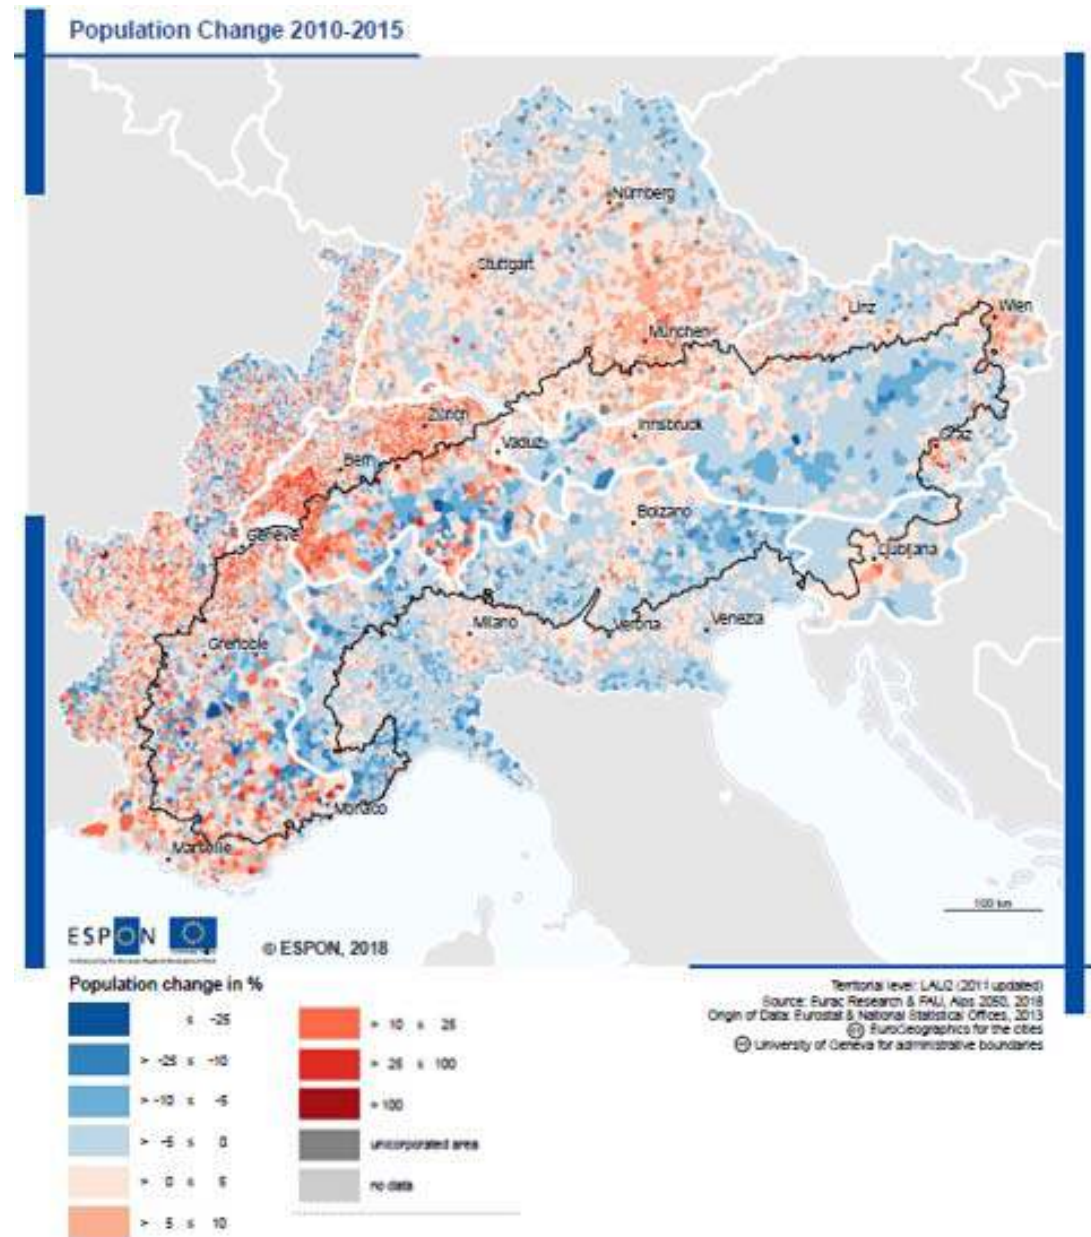 Population Change 2010-2015
Nürnberg
Stuttgart
Linz
Wien
München
Zürich
Innsbruck
Vaduz
Graz
Bern
Bolzano
Genève
Ljubljana
Milano
Verona
Venezia
Grenoble
Monaco
Marseille
100 km
ESPON
© ESPON, 2018
Territorial level: LAU2 (2011 updated)
Source: Eurac Research & FAU, Alps 2050, 2018
Origin of Data: Eurostat & National Statistical Offices, 2013
EuroGeographics for the cities
University of Geneva for administrative boundaries
Population change in %
≤ -25
> -25 ≤ -10
> -10 ≤ -5
> -5 ≤ 0
> 0 ≤ 5
> 5 ≤ 10
> 10 ≤ 25
> 25 ≤ 100
> 100
unicorporated area
no data